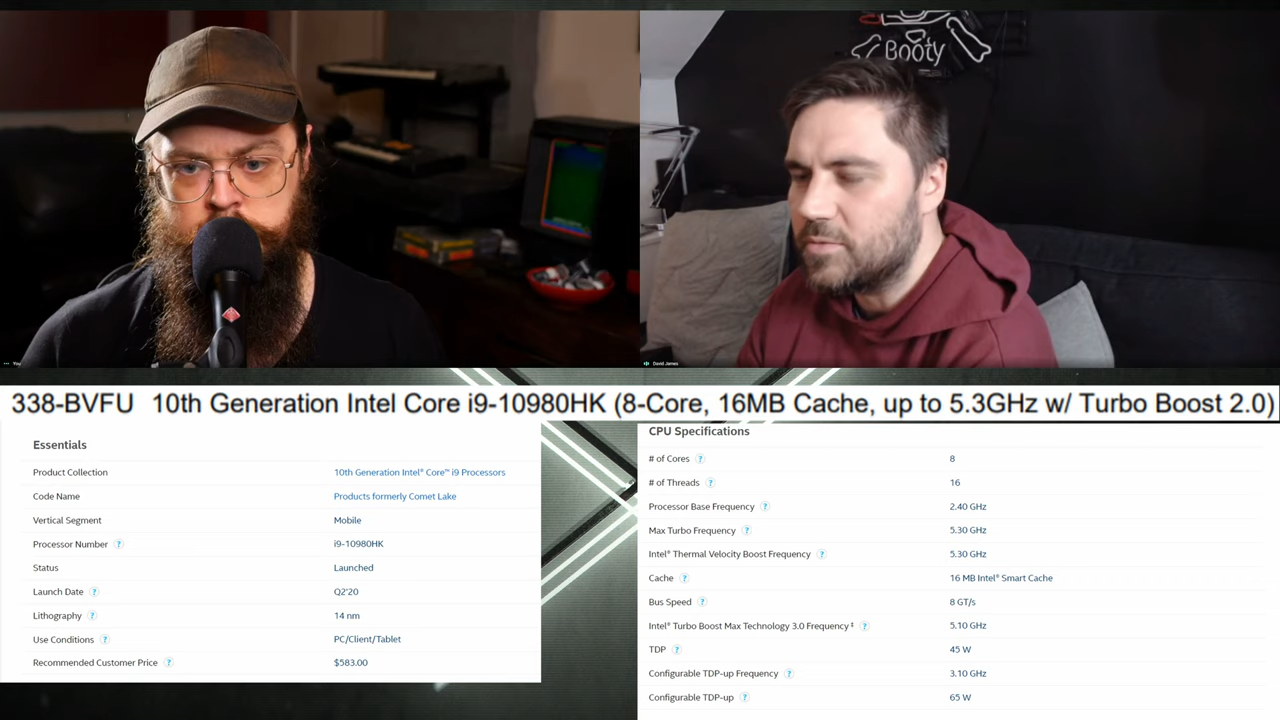 Booty
You
David James
338-BVFU 10th Generation Intel Core i9-10980HK (8-Core, 16MB Cache, up to 5.3GHz w/ Turbo Boost 2.0)
Essentials
Product Collection 10th Generation Intel® Core™ i9 Processors
Code Name Products formerly Comet Lake
Vertical Segment Mobile
Processor Number ? i9-10980HK
Status Launched
Launch Date ? Q2'20
Lithography ? 14 nm
Use Conditions ? PC/Client/Tablet
Recommended Customer Price ? $583.00
CPU Specifications
# of Cores ? 8
# of Threads ? 16
Processor Base Frequency ? 2.40 GHz
Max Turbo Frequency ? 5.30 GHz
Intel® Thermal Velocity Boost Frequency ? 5.30 GHz
Cache ? 16 MB Intel® Smart Cache
Bus Speed ? 8 GT/s
Intel® Turbo Boost Max Technology 3.0 Frequency ‡ ? 5.10 GHz
TDP ? 45 W
Configurable TDP-up Frequency ? 3.10 GHz
Configurable TDP-up ? 65 W